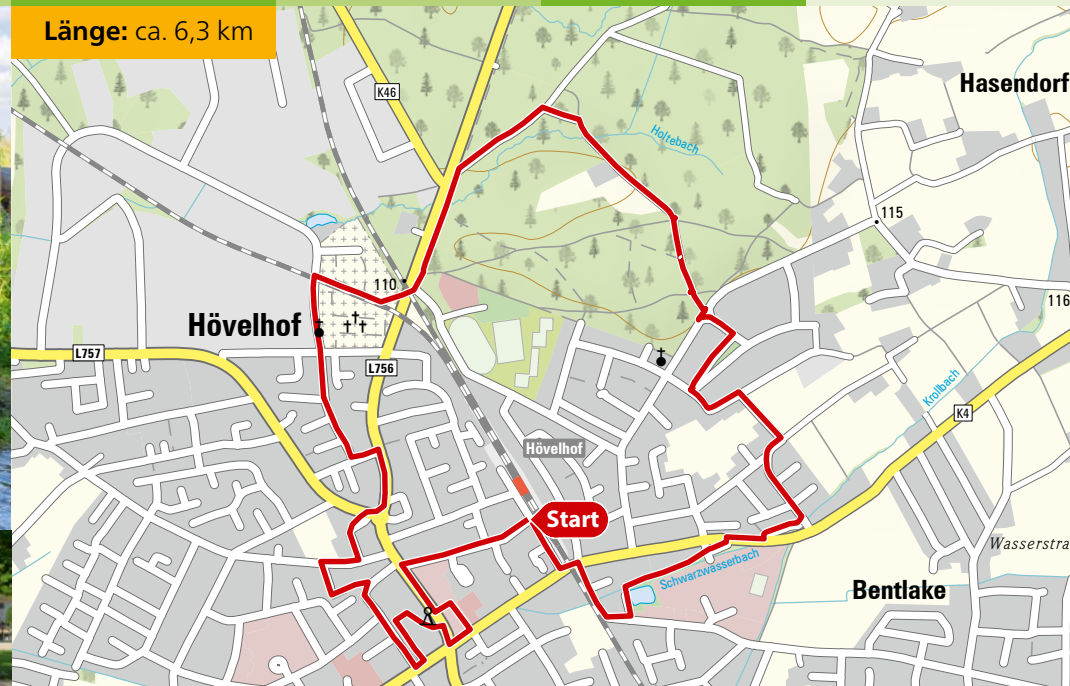 Länge: ca. 6,3 km
Hasendorf
K46
Holtebach
115
110
116
Hövelhof
L757
L756
Krollbach
K4
Hövelhof
Start
Wasserstra
Schwarzwasserbach
Bentlake